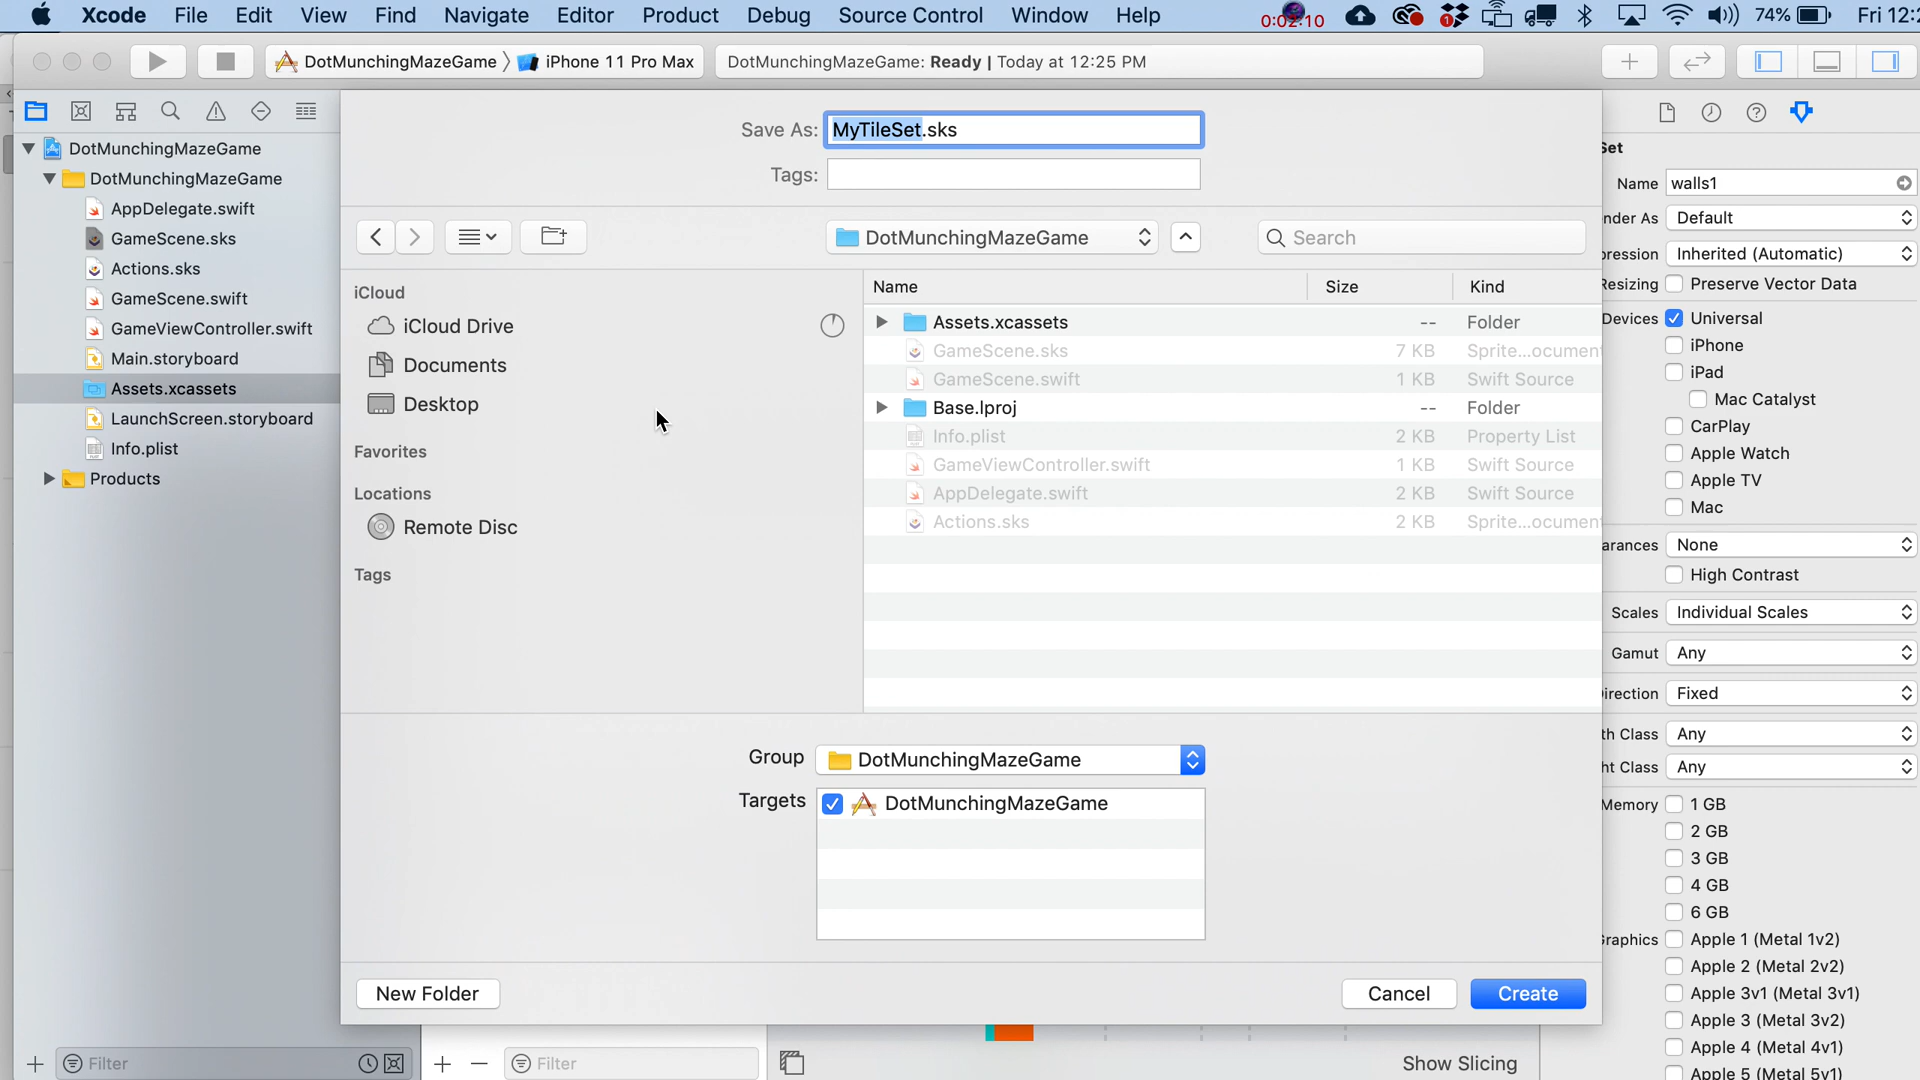 Xcode File Edit View Find Navigate Editor Product Debug Source Control Window Help 0:02:10 1 74% Fri 12:2
DotMunchingMazeGame iPhone 11 Pro Max DotMunchingMazeGame: Ready | Today at 12:25 PM
DotMunchingMazeGame
DotMunchingMazeGame
AppDelegate.swift
GameScene.sks
Actions.sks
GameScene.swift
GameViewController.swift
Main.storyboard
Assets.xcassets
LaunchScreen.storyboard
Info.plist
Products
Filter
Save As: MyTileSet.sks
Tags:
DotMunchingMazeGame Search
iCloud
iCloud Drive
Documents
Desktop
Favorites
Locations
Remote Disc
Tags
Name Size Kind
Assets.xcassets -- Folder
GameScene.sks 7 KB Sprite...ocument
GameScene.swift 1 KB Swift Source
Base.lproj -- Folder
Info.plist 2 KB Property List
GameViewController.swift 1 KB Swift Source
AppDelegate.swift 2 KB Swift Source
Actions.sks 2 KB Sprite...ocument
Group DotMunchingMazeGame
Targets DotMunchingMazeGame
New Folder Cancel Create
Filter Show Slicing
Set
Name walls1
nder As Default
pression Inherited (Automatic)
Resizing Preserve Vector Data
Devices Universal
iPhone
iPad
Mac Catalyst
CarPlay
Apple Watch
Apple TV
Mac
arances None
High Contrast
Scales Individual Scales
Gamut Any
irection Fixed
th Class Any
ht Class Any
Memory 1 GB
2 GB
3 GB
4 GB
6 GB
Graphics Apple 1 (Metal 1v2)
Apple 2 (Metal 2v2)
Apple 3v1 (Metal 3v1)
Apple 3 (Metal 3v2)
Apple 4 (Metal 4v1)
Apple 5 (Metal 5v1)